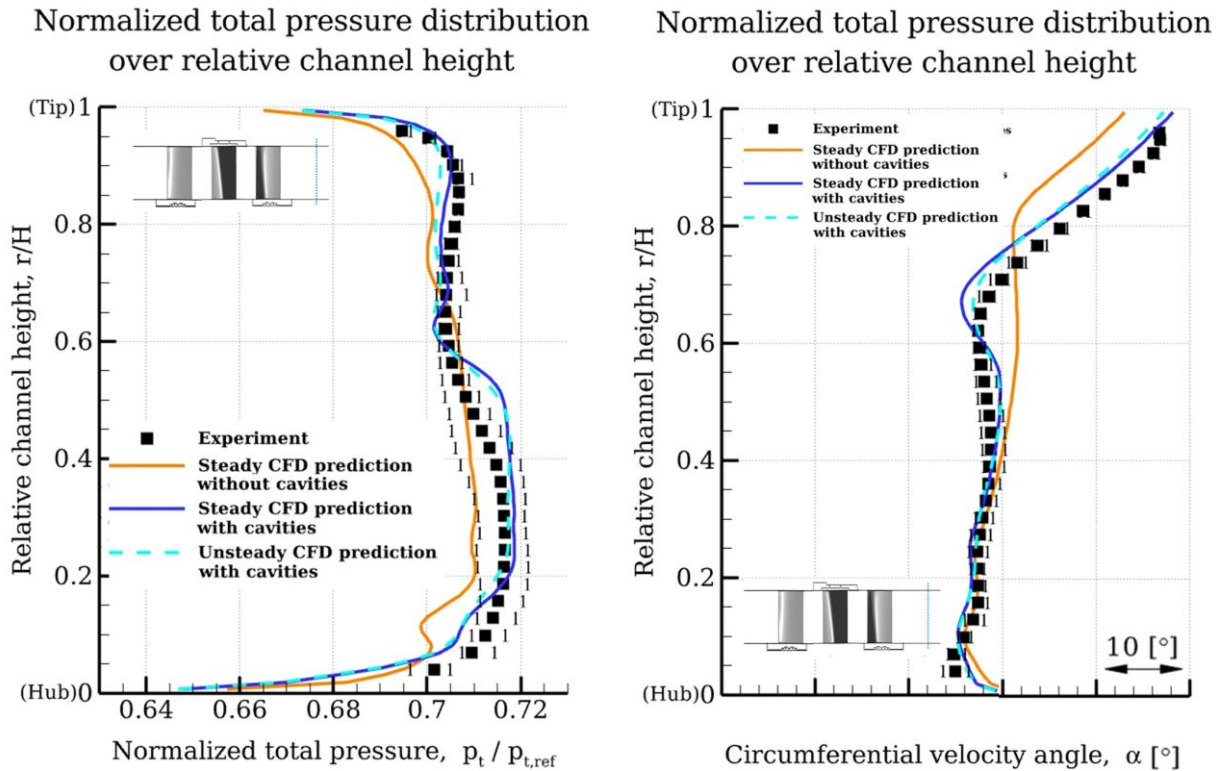 Normalized total pressure distribution
over relative channel height
(Tip) 1
0.8
0.6
0.4
0.2
(Hub) 0
Relative channel height, r/H
Experiment
Steady CFD prediction
without cavities
Steady CFD prediction
with cavities
Unsteady CFD prediction
with cavities
0.64 0.66 0.68 0.7 0.72
Normalized total pressure, pt / pt,ref
Normalized total pressure distribution
over relative channel height
(Tip) 1
0.8
0.6
0.4
0.2
(Hub) 0
Relative channel height, r/H
Experiment
Steady CFD prediction
without cavities
Steady CFD prediction
with cavities
Unsteady CFD prediction
with cavities
10 [°]
Circumferential velocity angle, α [°]